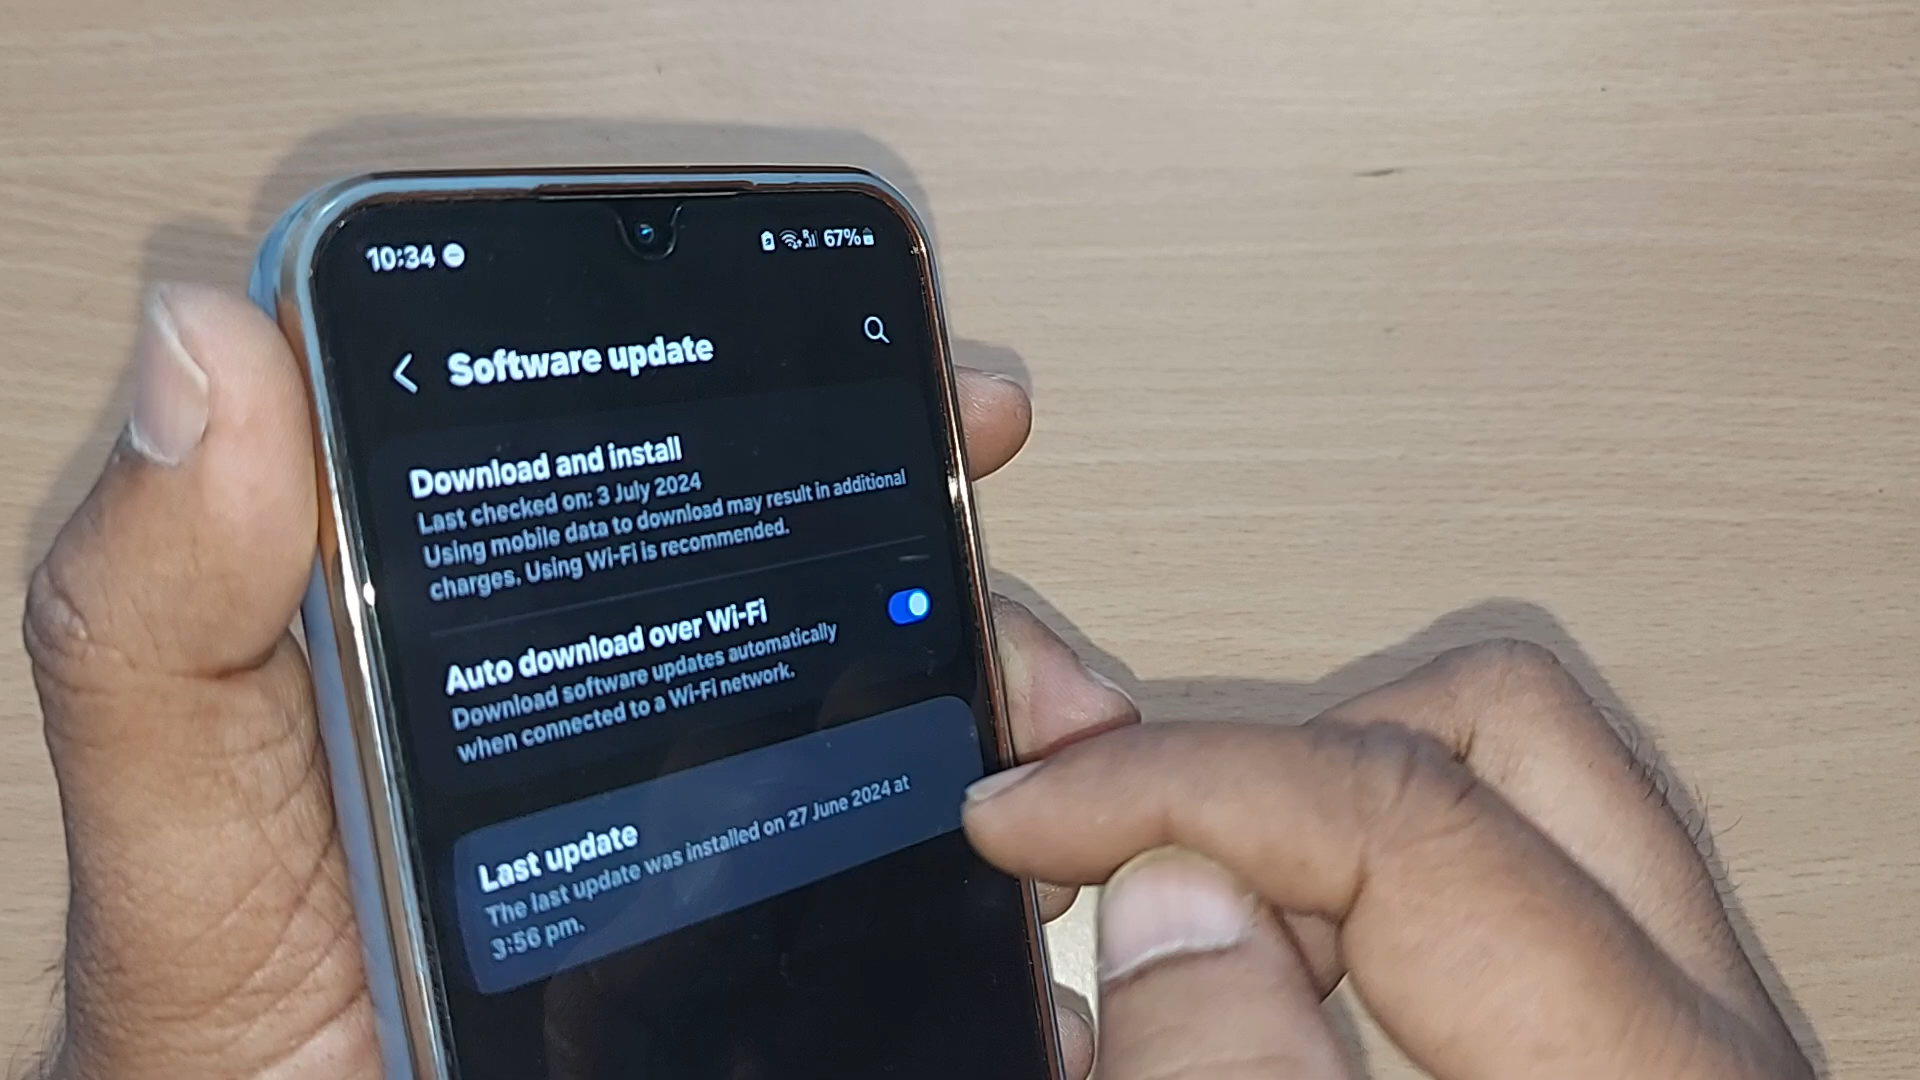 10:34
67%
Software update
Download and install
Last checked on: 3 July 2024
Using mobile data to download may result in additional
charges. Using Wi-Fi is recommended.
Auto download over Wi-Fi
Download software updates automatically
when connected to a Wi-Fi network.
Last update
The last update was installed on 27 June 2024 at
3:56 pm.